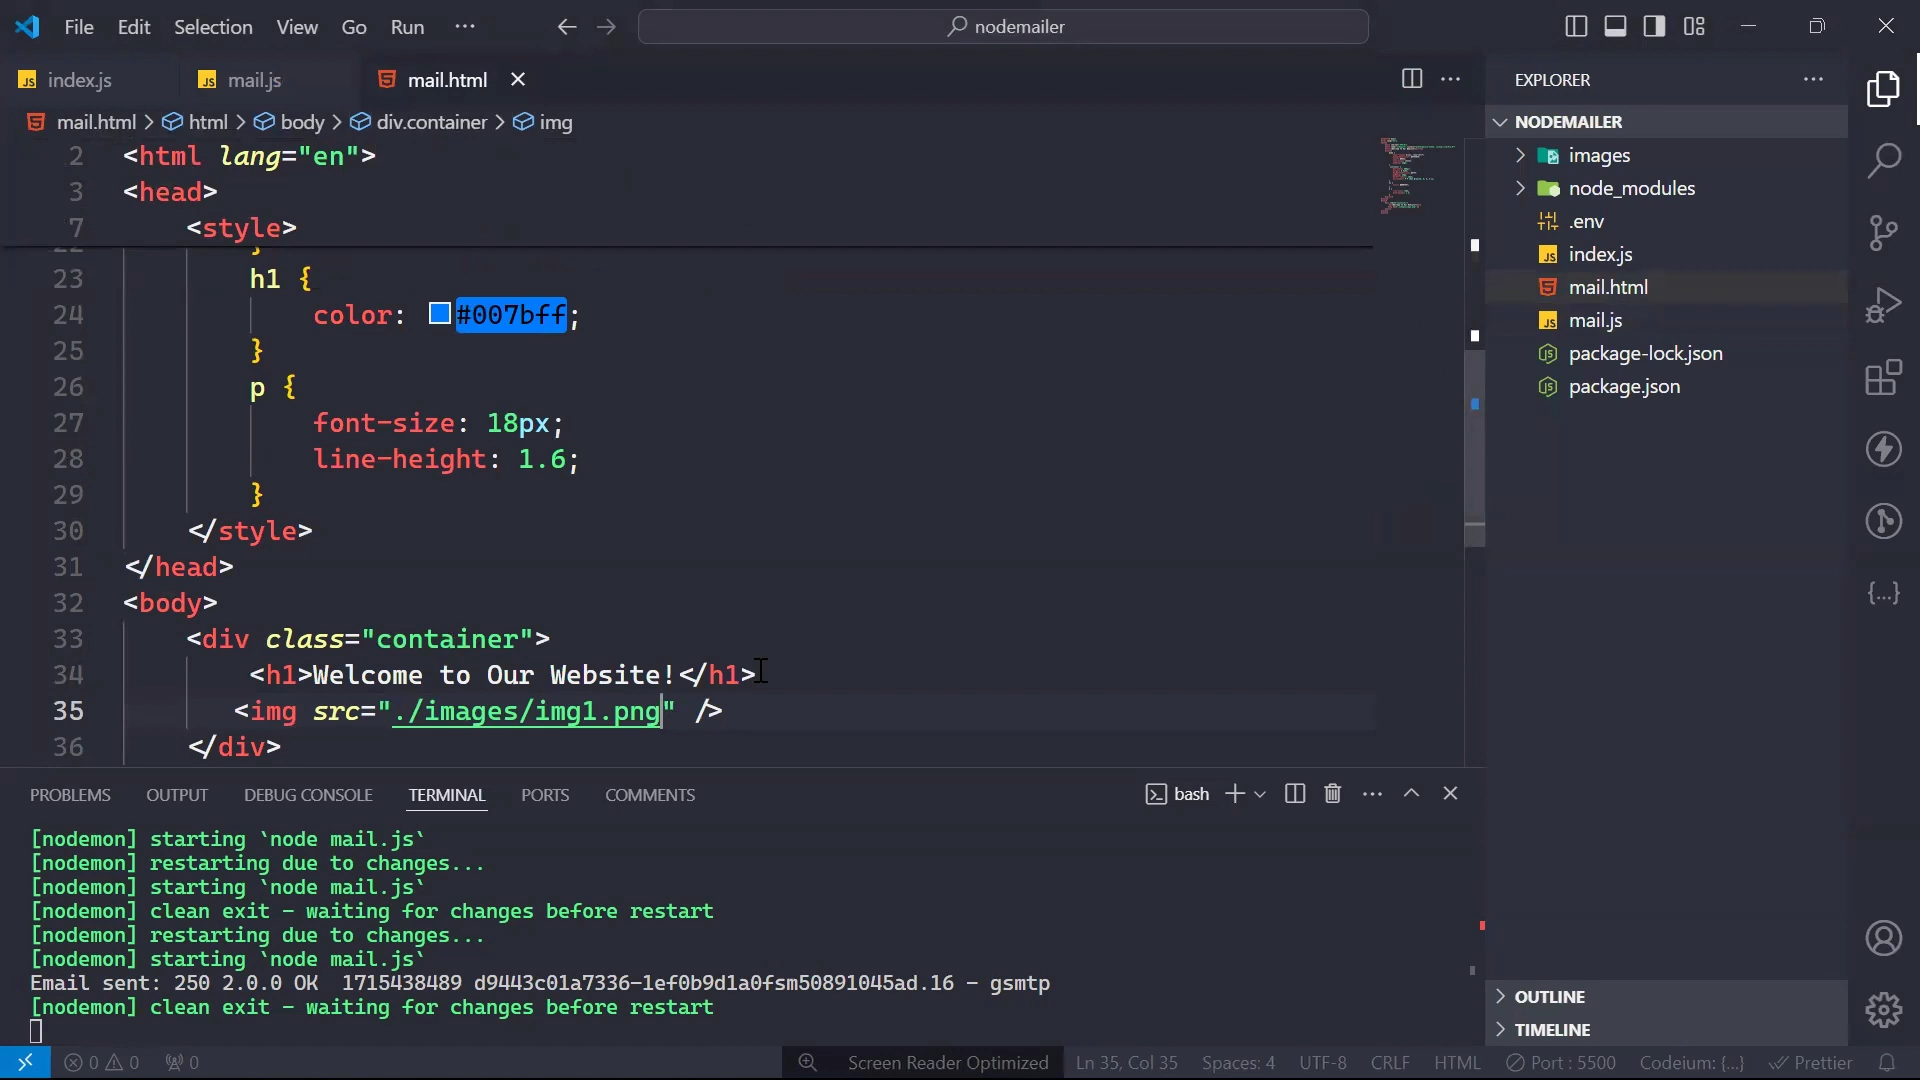 File Edit Selection View Go Run ··· nodemailer
index.js mail.js mail.html
mail.html > html > body > div.container > img
2 <html lang="en">
3 <head>
7 <style>
22 }
23 h1 {
24 color: #007bff;
25 }
26 p {
27 font-size: 18px;
28 line-height: 1.6;
29 }
30 </style>
31 </head>
32 <body>
33 <div class="container">
34 <h1>Welcome to Our Website!</h1>
35 <img src="./images/img1.png" />
36 </div>
PROBLEMS OUTPUT DEBUG CONSOLE TERMINAL PORTS COMMENTS bash
[nodemon] starting `node mail.js`
[nodemon] restarting due to changes...
[nodemon] starting `node mail.js`
[nodemon] clean exit - waiting for changes before restart
[nodemon] restarting due to changes...
[nodemon] starting `node mail.js`
Email sent: 250 2.0.0 OK  1715438489 d9443c01a7336-1ef0b9d1a0fsm50891045ad.16 - gsmtp
[nodemon] clean exit - waiting for changes before restart
EXPLORER
NODEMAILER
images
node_modules
.env
index.js
mail.html
mail.js
package-lock.json
package.json
OUTLINE
TIMELINE
0 0 0 Screen Reader Optimized Ln 35, Col 35 Spaces: 4 UTF-8 CRLF HTML Port : 5500 Codeium: {...} Prettier